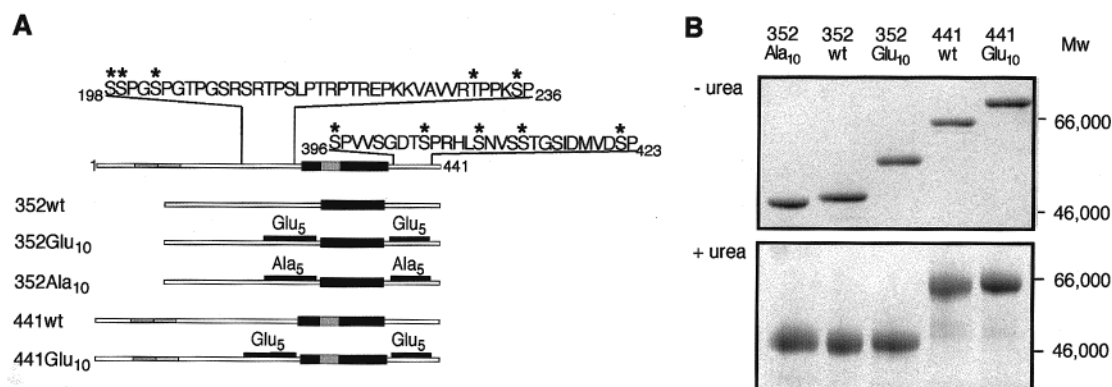 A
** * * *
198 SSPGSPGTPGSRSRTPSLPTRPTREPKKVAVVRTPPKSP 236
* * * * *
396 SPVVSGDTSPRHLSNVSSTGSIDMVDSP 423
1 441
352wt
Glu5 Glu5
352Glu10
Ala5 Ala5
352Ala10
441wt
Glu5 Glu5
441Glu10
B
352 352 352 441 441
Ala10 wt Glu10 wt Glu10 Mw
- urea
66,000
46,000
+ urea
66,000
46,000